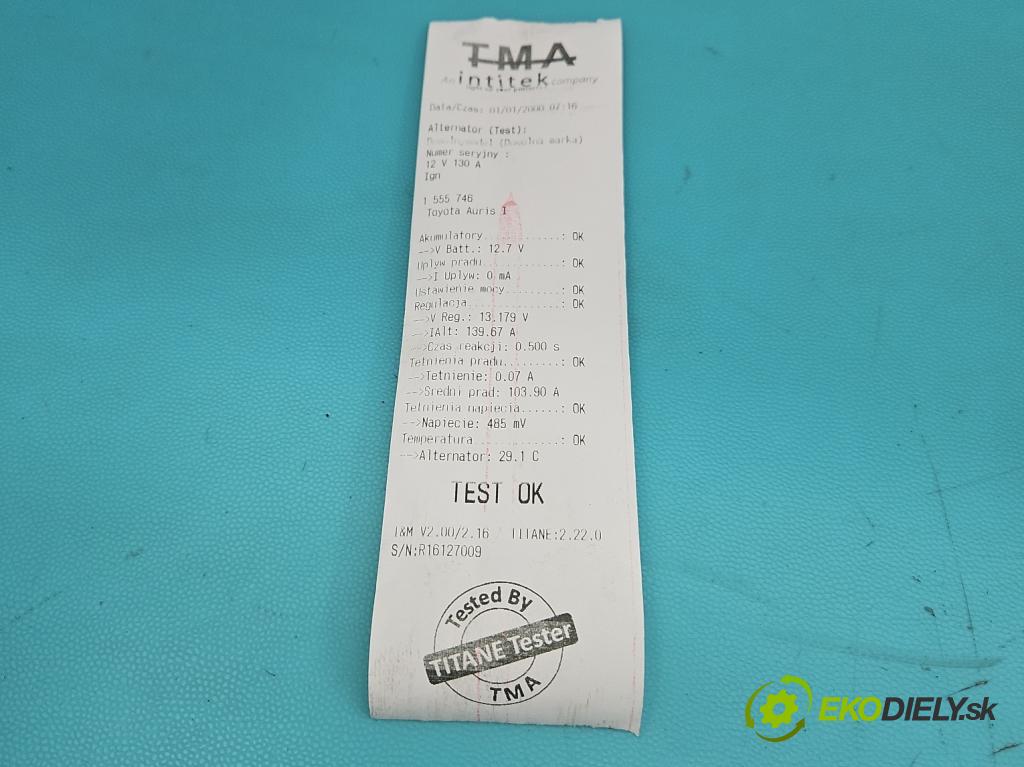 TMA
An intitek company
Data/Czas: 01/01/2000 07:16
Alternator (Test):
(Dowolna marka)
Numer seryjny :
12 V 130 A
Ign
1 555 746
Toyota Auris I
Akumulatory..........: OK
-->V Batt.: 12.7 V
Uplyw pradu..........: OK
-->I Uplyw: 0 mA
Ustawienie mocy......: OK
Regulacja............: OK
-->V Reg.: 13.179 V
-->IAlt: 139.67 A
-->Czas reakcji: 0.500 s
Tetnienia pradu......: OK
-->Tetnienie: 0.07 A
-->Sredni prad: 103.90 A
Tetnienia napiecia...: OK
-->Napiecie: 485 mV
Temperatura..........: OK
-->Alternator: 29.1 C
TEST OK
I&M V2.00/2.16 / TITANE:2.22.0
S/N:R16127009
Tested By
TITANE Tester
TMA
EKODIELY.sk